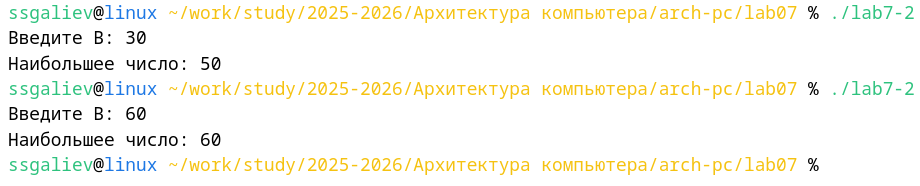 ssgaliev@linux ~/work/study/2025-2026/Архитектура компьютера/arch-pc/lab07 % ./lab7-2
Введите B: 30
Наибольшее число: 50
ssgaliev@linux ~/work/study/2025-2026/Архитектура компьютера/arch-pc/lab07 % ./lab7-2
Введите B: 60
Наибольшее число: 60
ssgaliev@linux ~/work/study/2025-2026/Архитектура компьютера/arch-pc/lab07 %